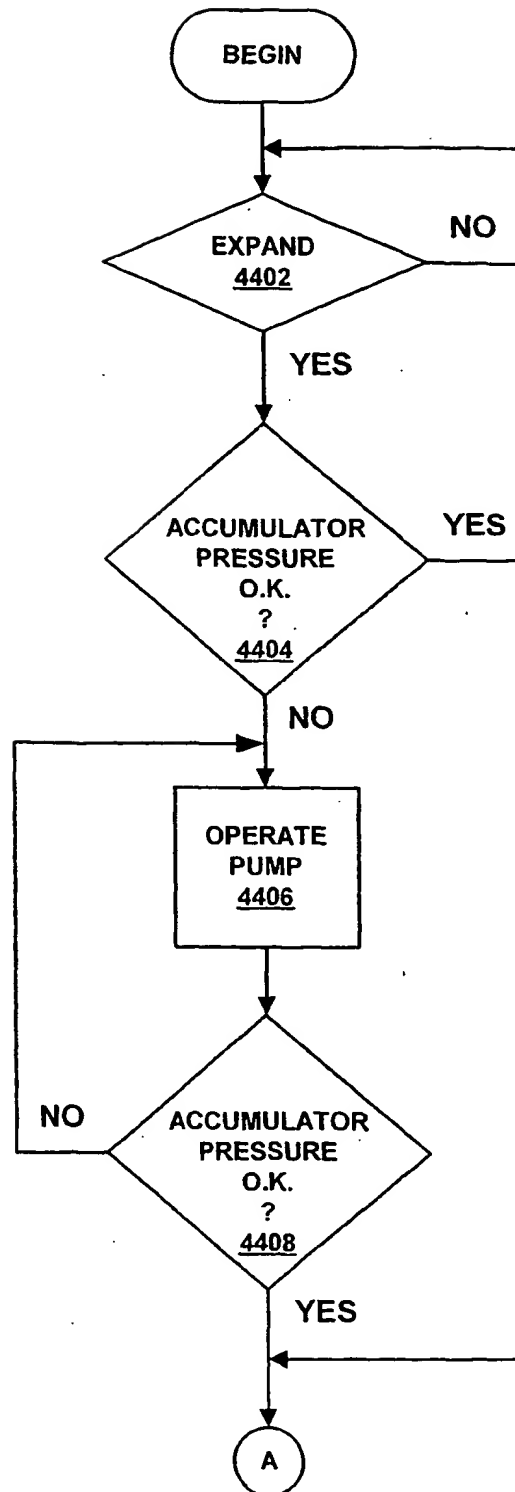 BEGIN
EXPAND
4402
NO
YES
ACCUMULATOR
PRESSURE
O.K.
?
4404
YES
NO
OPERATE
PUMP
4406
ACCUMULATOR
PRESSURE
O.K.
?
4408
NO
YES
A